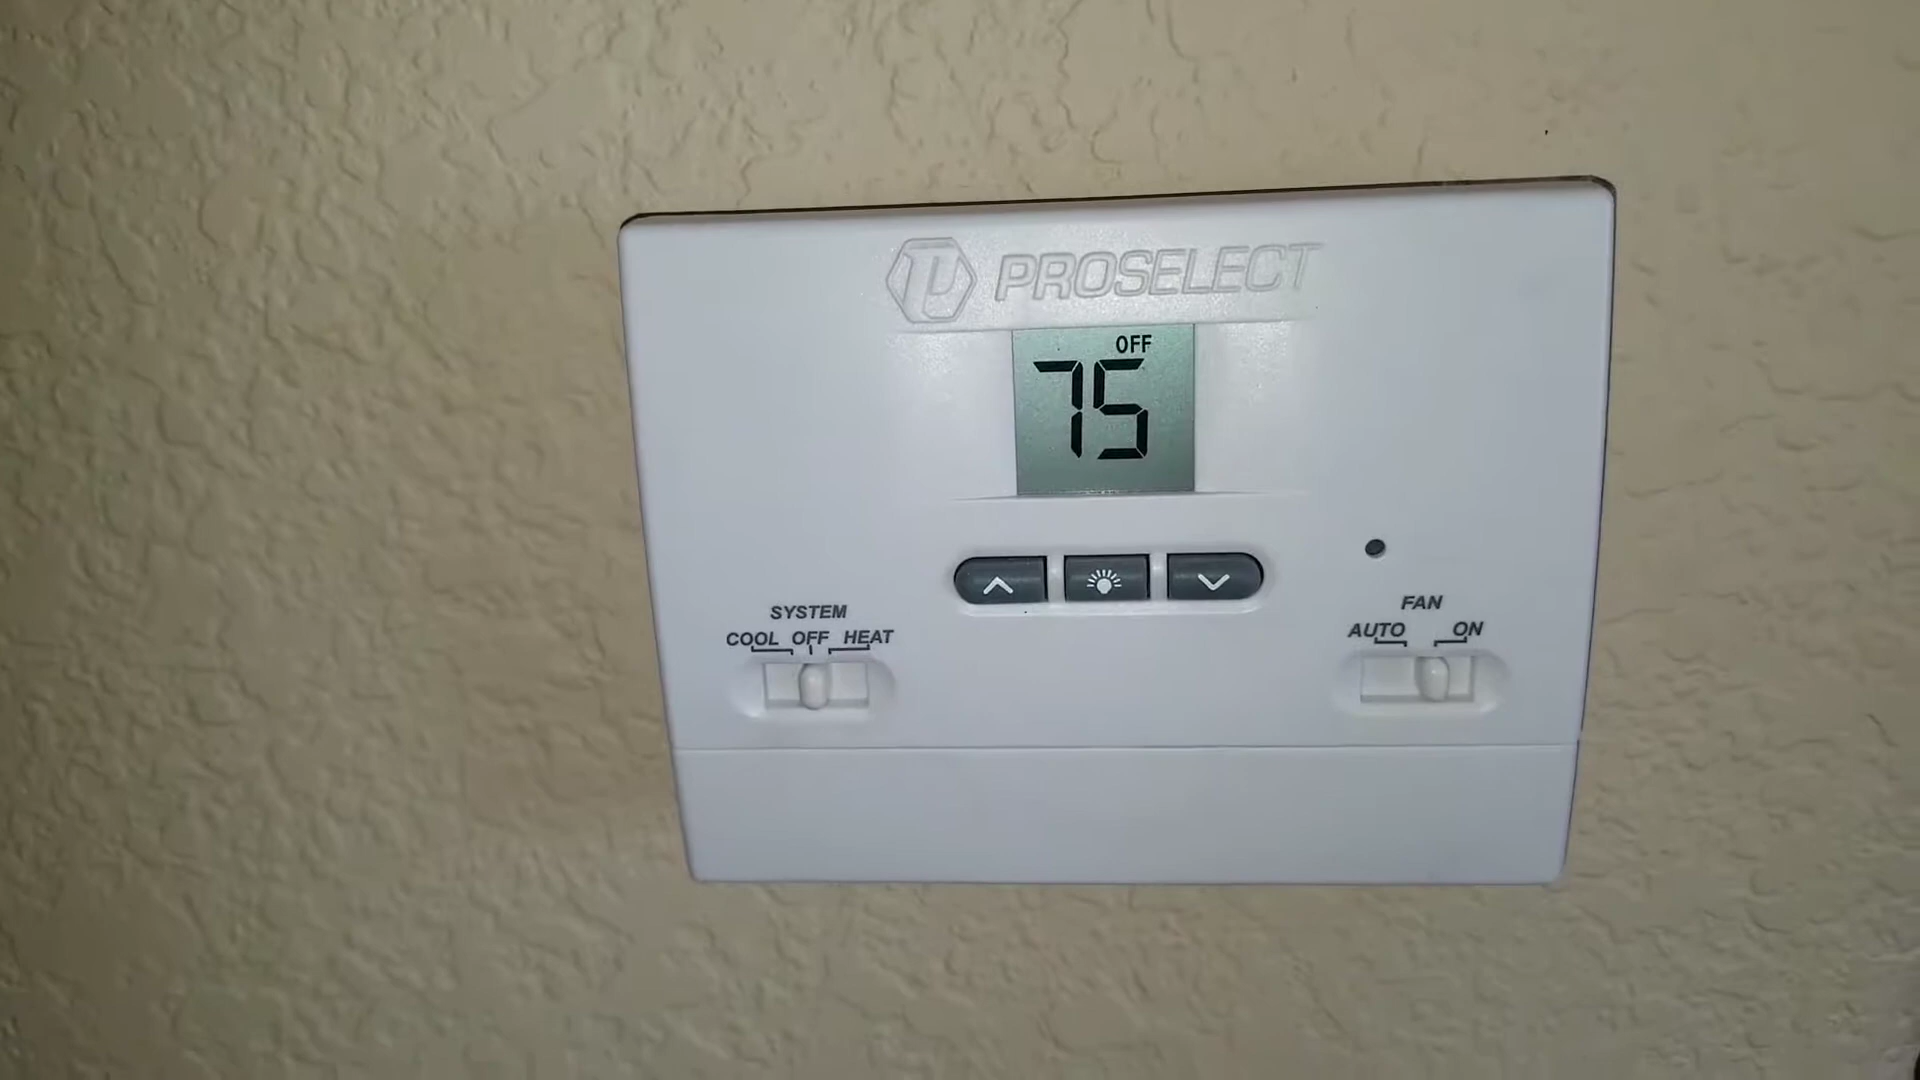 PROSELECT
OFF
75
SYSTEM
COOL OFF HEAT
FAN
AUTO ON